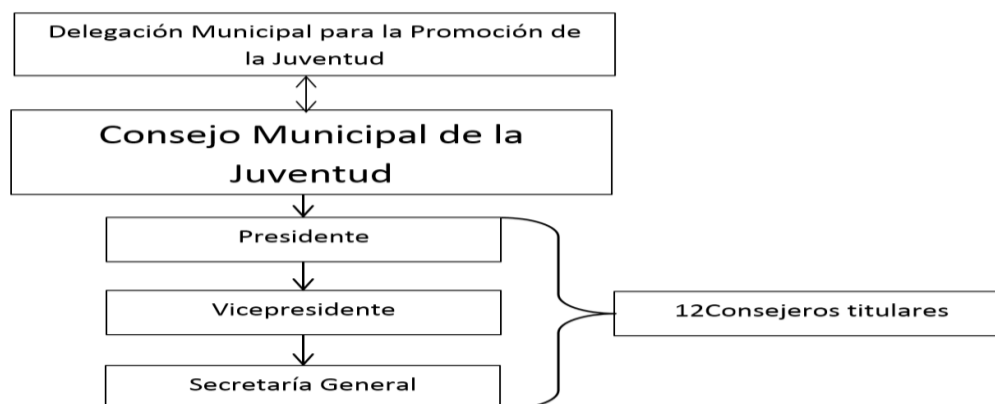 Delegación Municipal para la Promoción de
la Juventud
Consejo Municipal de la
Juventud
Presidente
Vicepresidente
12Consejeros titulares
Secretaría General